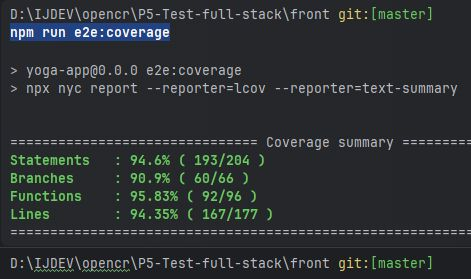 D:\IJDEV\opencr\P5-Test-full-stack\front git:[master]
npm run e2e:coverage
> yoga-app@0.0.0 e2e:coverage
> npx nyc report --reporter=lcov --reporter=text-summary
=============================== Coverage summary ===========
Statements   : 94.6% ( 193/204 )
Branches     : 90.9% ( 60/66 )
Functions    : 95.83% ( 92/96 )
Lines        : 94.35% ( 167/177 )
============================================================
D:\IJDEV\opencr\P5-Test-full-stack\front git:[master]